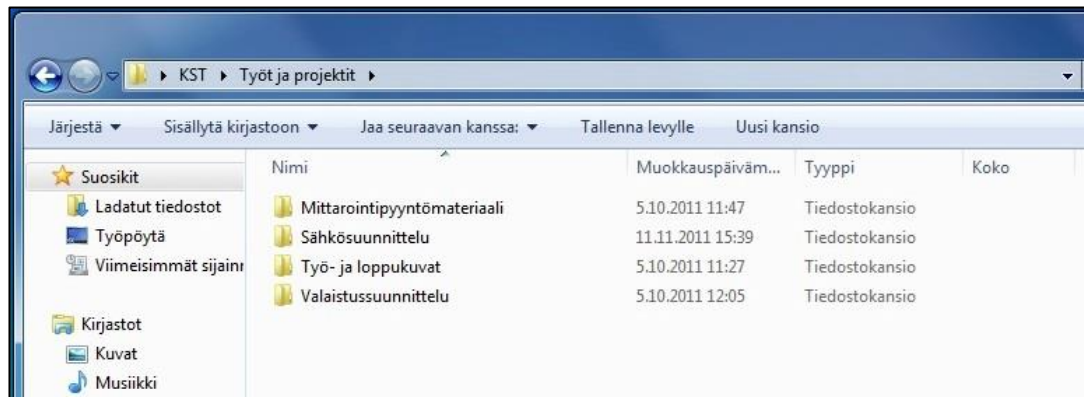 KST Työt ja projektit
Järjestä Sisällytä kirjastoon Jaa seuraavan kanssa: Tallenna levylle Uusi kansio
Nimi Muokkauspäiväm... Tyyppi Koko
Suosikit
Ladatut tiedostot
Työpöytä
Viimeisimmät sijainn
Kirjastot
Kuvat
Musiikki
Mittarointipyyntömateriaali 5.10.2011 11:47 Tiedostokansio
Sähkösuunnittelu 11.11.2011 15:39 Tiedostokansio
Työ- ja loppukuvat 5.10.2011 11:27 Tiedostokansio
Valaistussuunnittelu 5.10.2011 12:05 Tiedostokansio